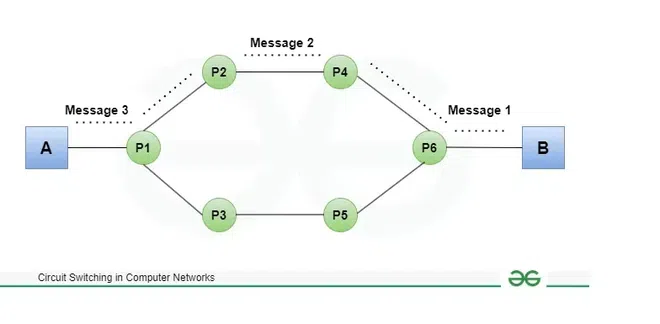 Message 2
P2
P4
Message 3
Message 1
A
P1
P6
B
P3
P5
Circuit Switching in Computer Networks